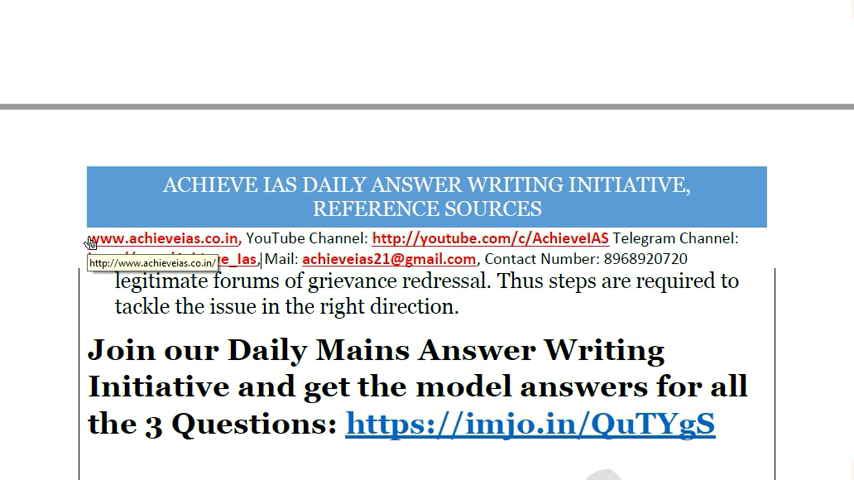 ACHIEVE IAS DAILY ANSWER WRITING INITIATIVE,
REFERENCE SOURCES
www.achieveias.co.in, YouTube Channel: http://youtube.com/c/AchieveIAS Telegram Channel:
_Ias, Mail: achieveias21@gmail.com, Contact Number: 8968920720
http://www.achieveias.co.in/
legitimate forums of grievance redressal. Thus steps are required to
tackle the issue in the right direction.
Join our Daily Mains Answer Writing
Initiative and get the model answers for all
the 3 Questions: https://imjo.in/QuTYgS